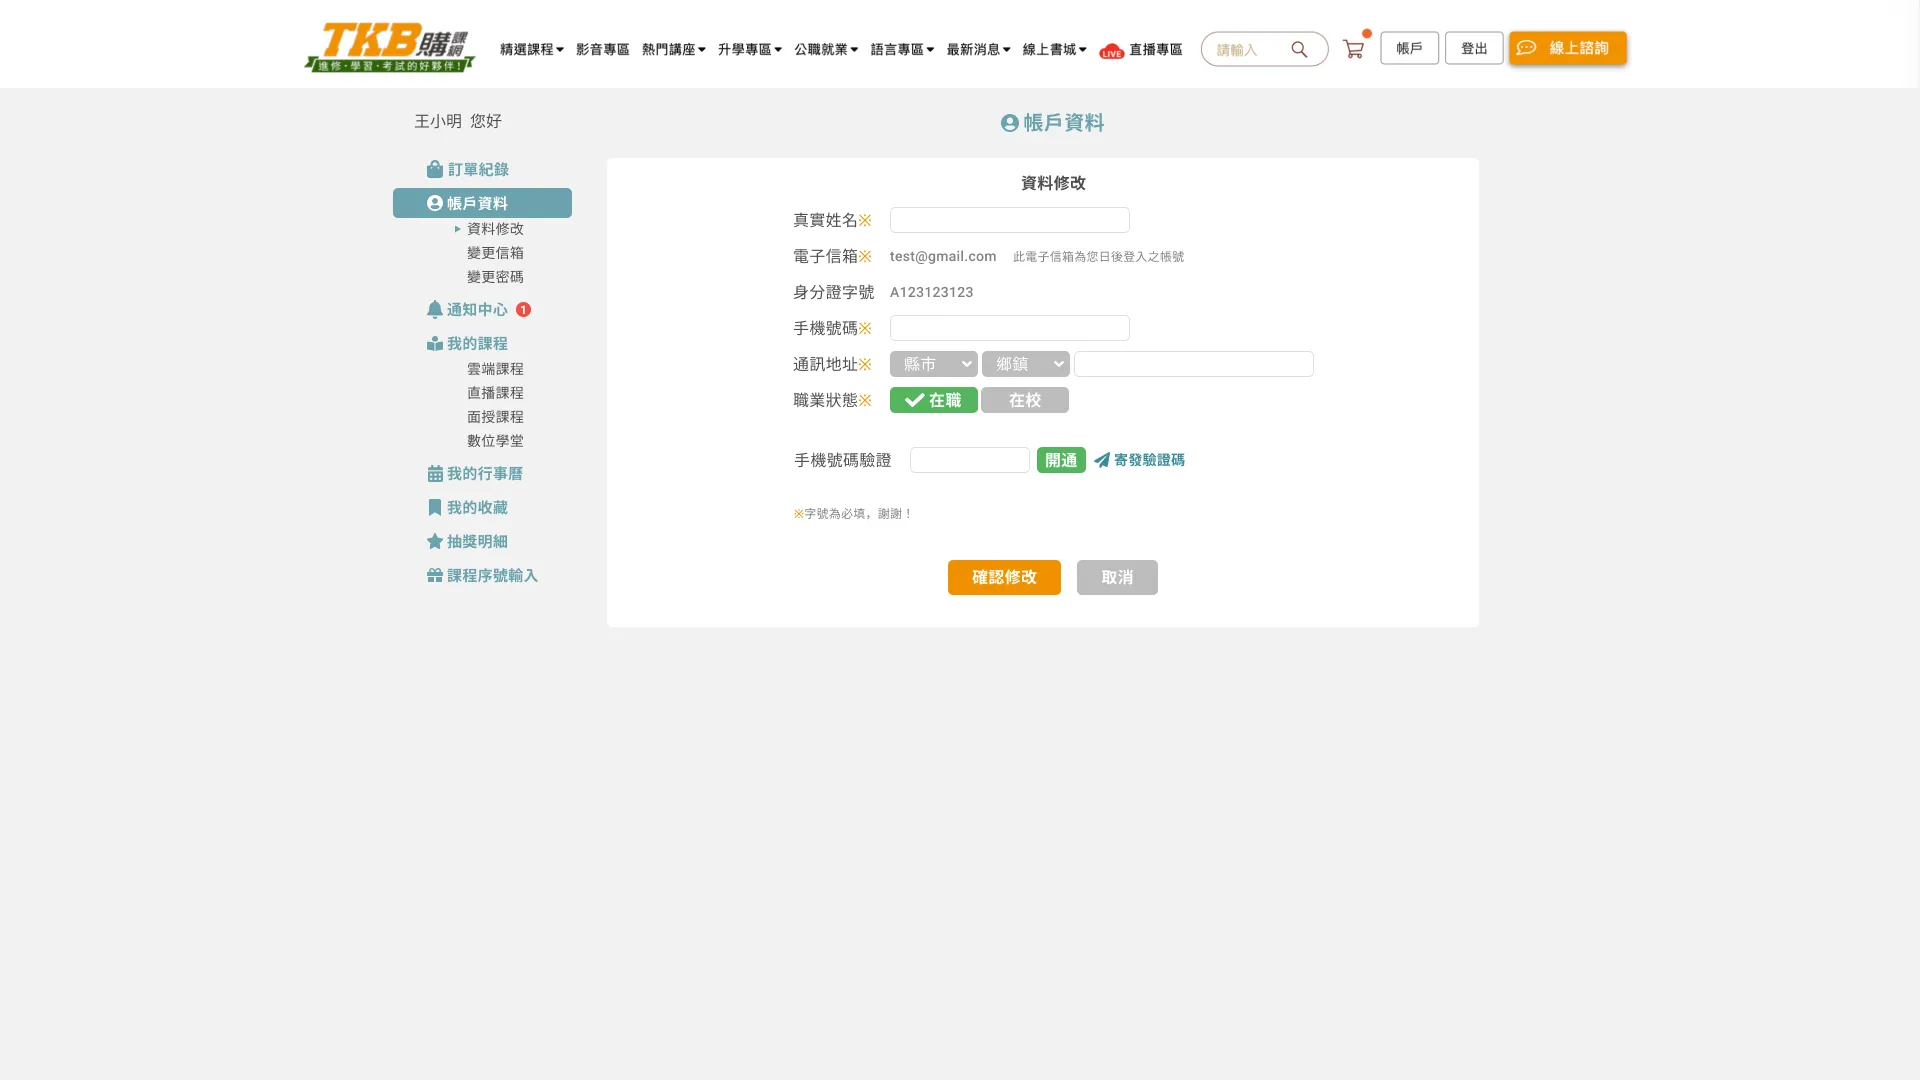 TKB購課網
進修·學習·考試的好夥伴!
精選課程 影音專區 熱門講座 升學專區 公職就業 語言專區 最新消息 線上書城 LIVE 直播專區 請輸入 帳戶 登出 線上諮詢
王小明 您好
訂單紀錄
帳戶資料
資料修改
變更信箱
變更密碼
通知中心 1
我的課程
雲端課程
直播課程
面授課程
數位學堂
我的行事曆
我的收藏
抽獎明細
課程序號輸入
帳戶資料
資料修改
真實姓名※
電子信箱※ test@gmail.com 此電子信箱為您日後登入之帳號
身分證字號 A123123123
手機號碼※
通訊地址※ 縣市 鄉鎮
職業狀態※ 在職 在校
手機號碼驗證 開通 寄發驗證碼
※字號為必填，謝謝！
確認修改 取消